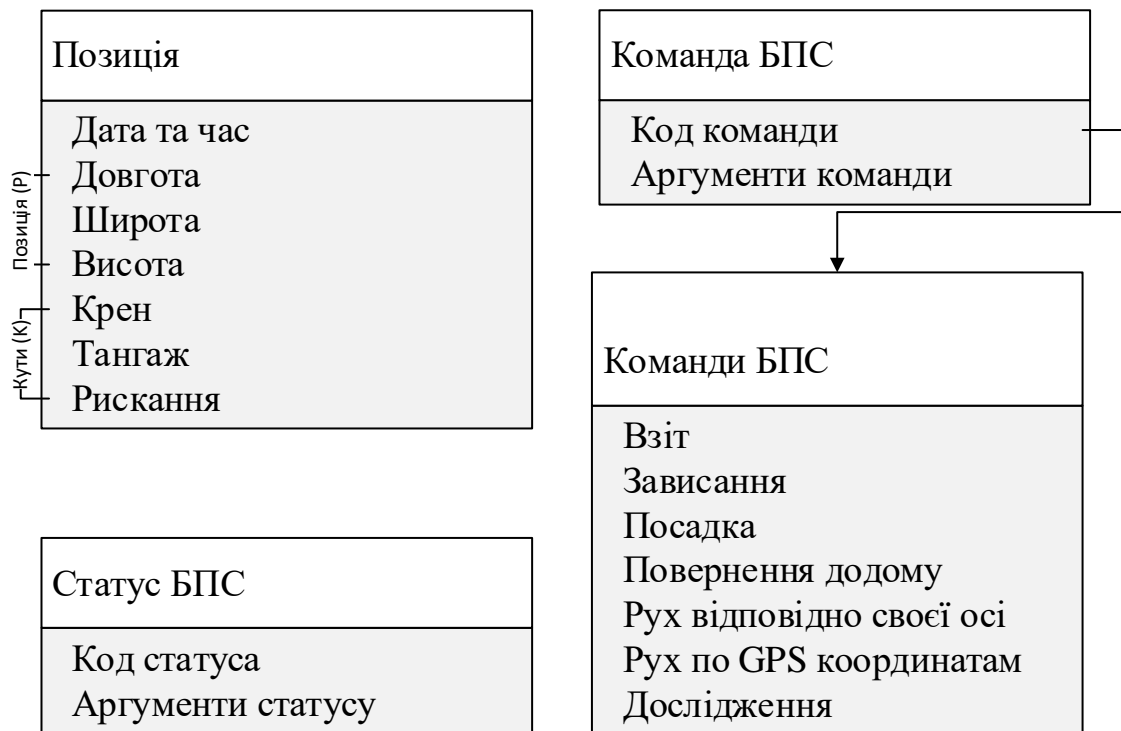 Позиція
Дата та час
Довгота
Широта
Висота
Крен
Тангаж
Рискання
Позиція (P)
Кути (K)
Команда БПС
Код команди
Аргументи команди
Команди БПС
Взіт
Зависання
Посадка
Повернення додому
Рух відповідно своєї осі
Рух по GPS координатам
Дослідження
Статус БПС
Код статуса
Аргументи статусу